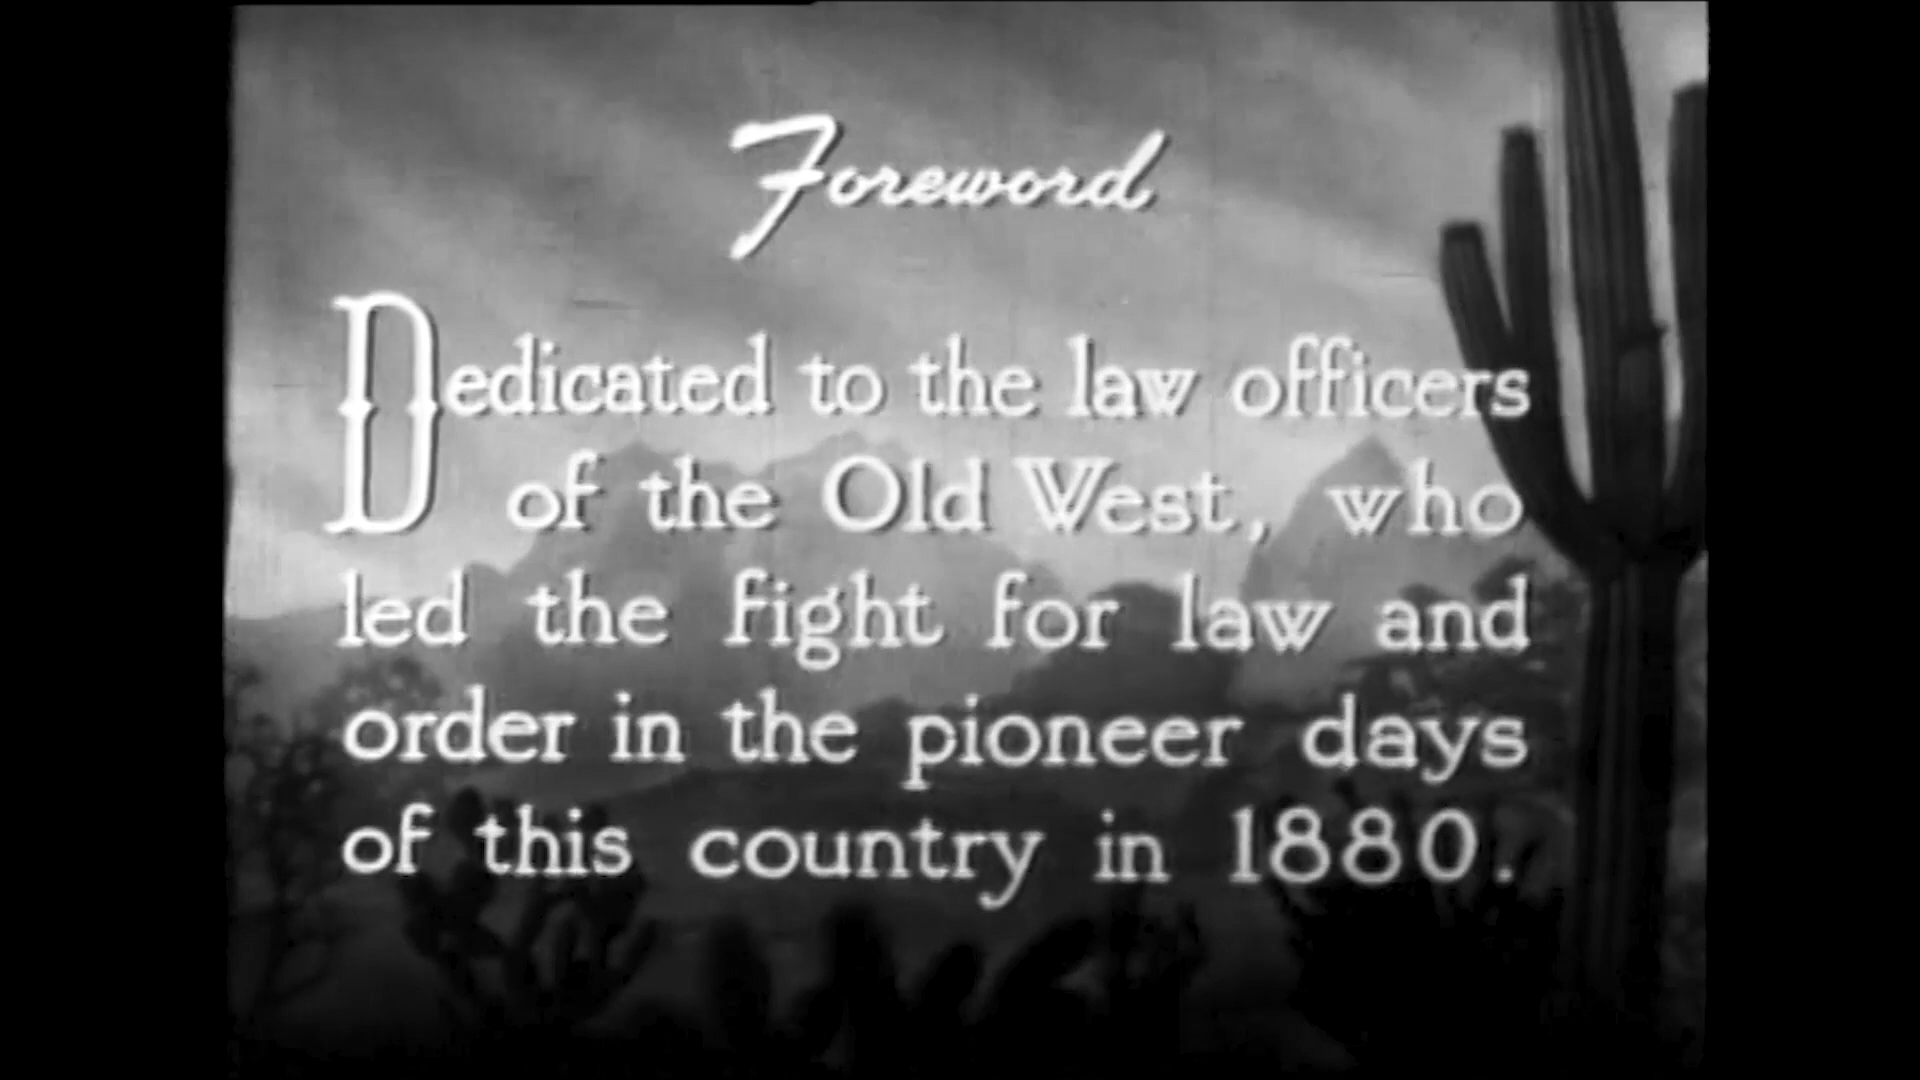 Foreword
Dedicated to the law officers
of the Old West, who
led the fight for law and
order in the pioneer days
of this country in 1880.